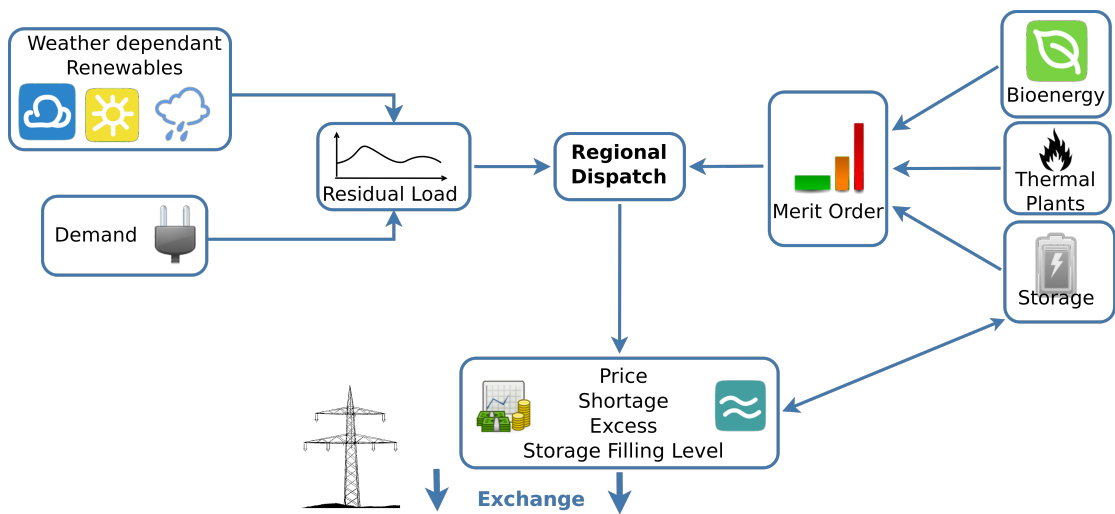 Weather dependant
Renewables
Demand
Residual Load
Regional
Dispatch
Merit Order
Bioenergy
Thermal
Plants
Storage
Price
Shortage
Excess
Storage Filling Level
Exchange